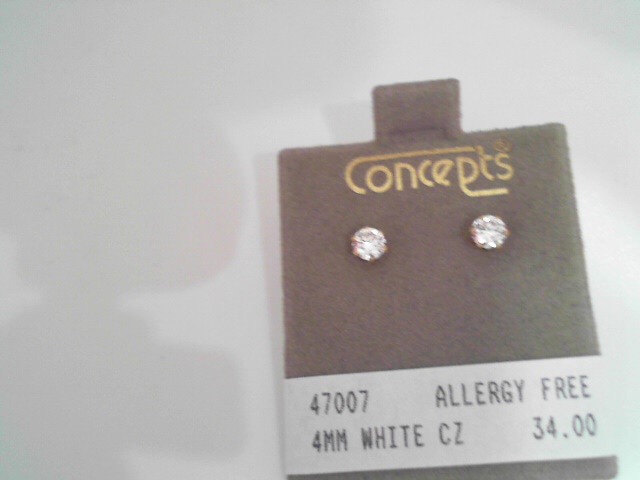 Concepts®
47007 ALLERGY FREE
4MM WHITE CZ 34.00